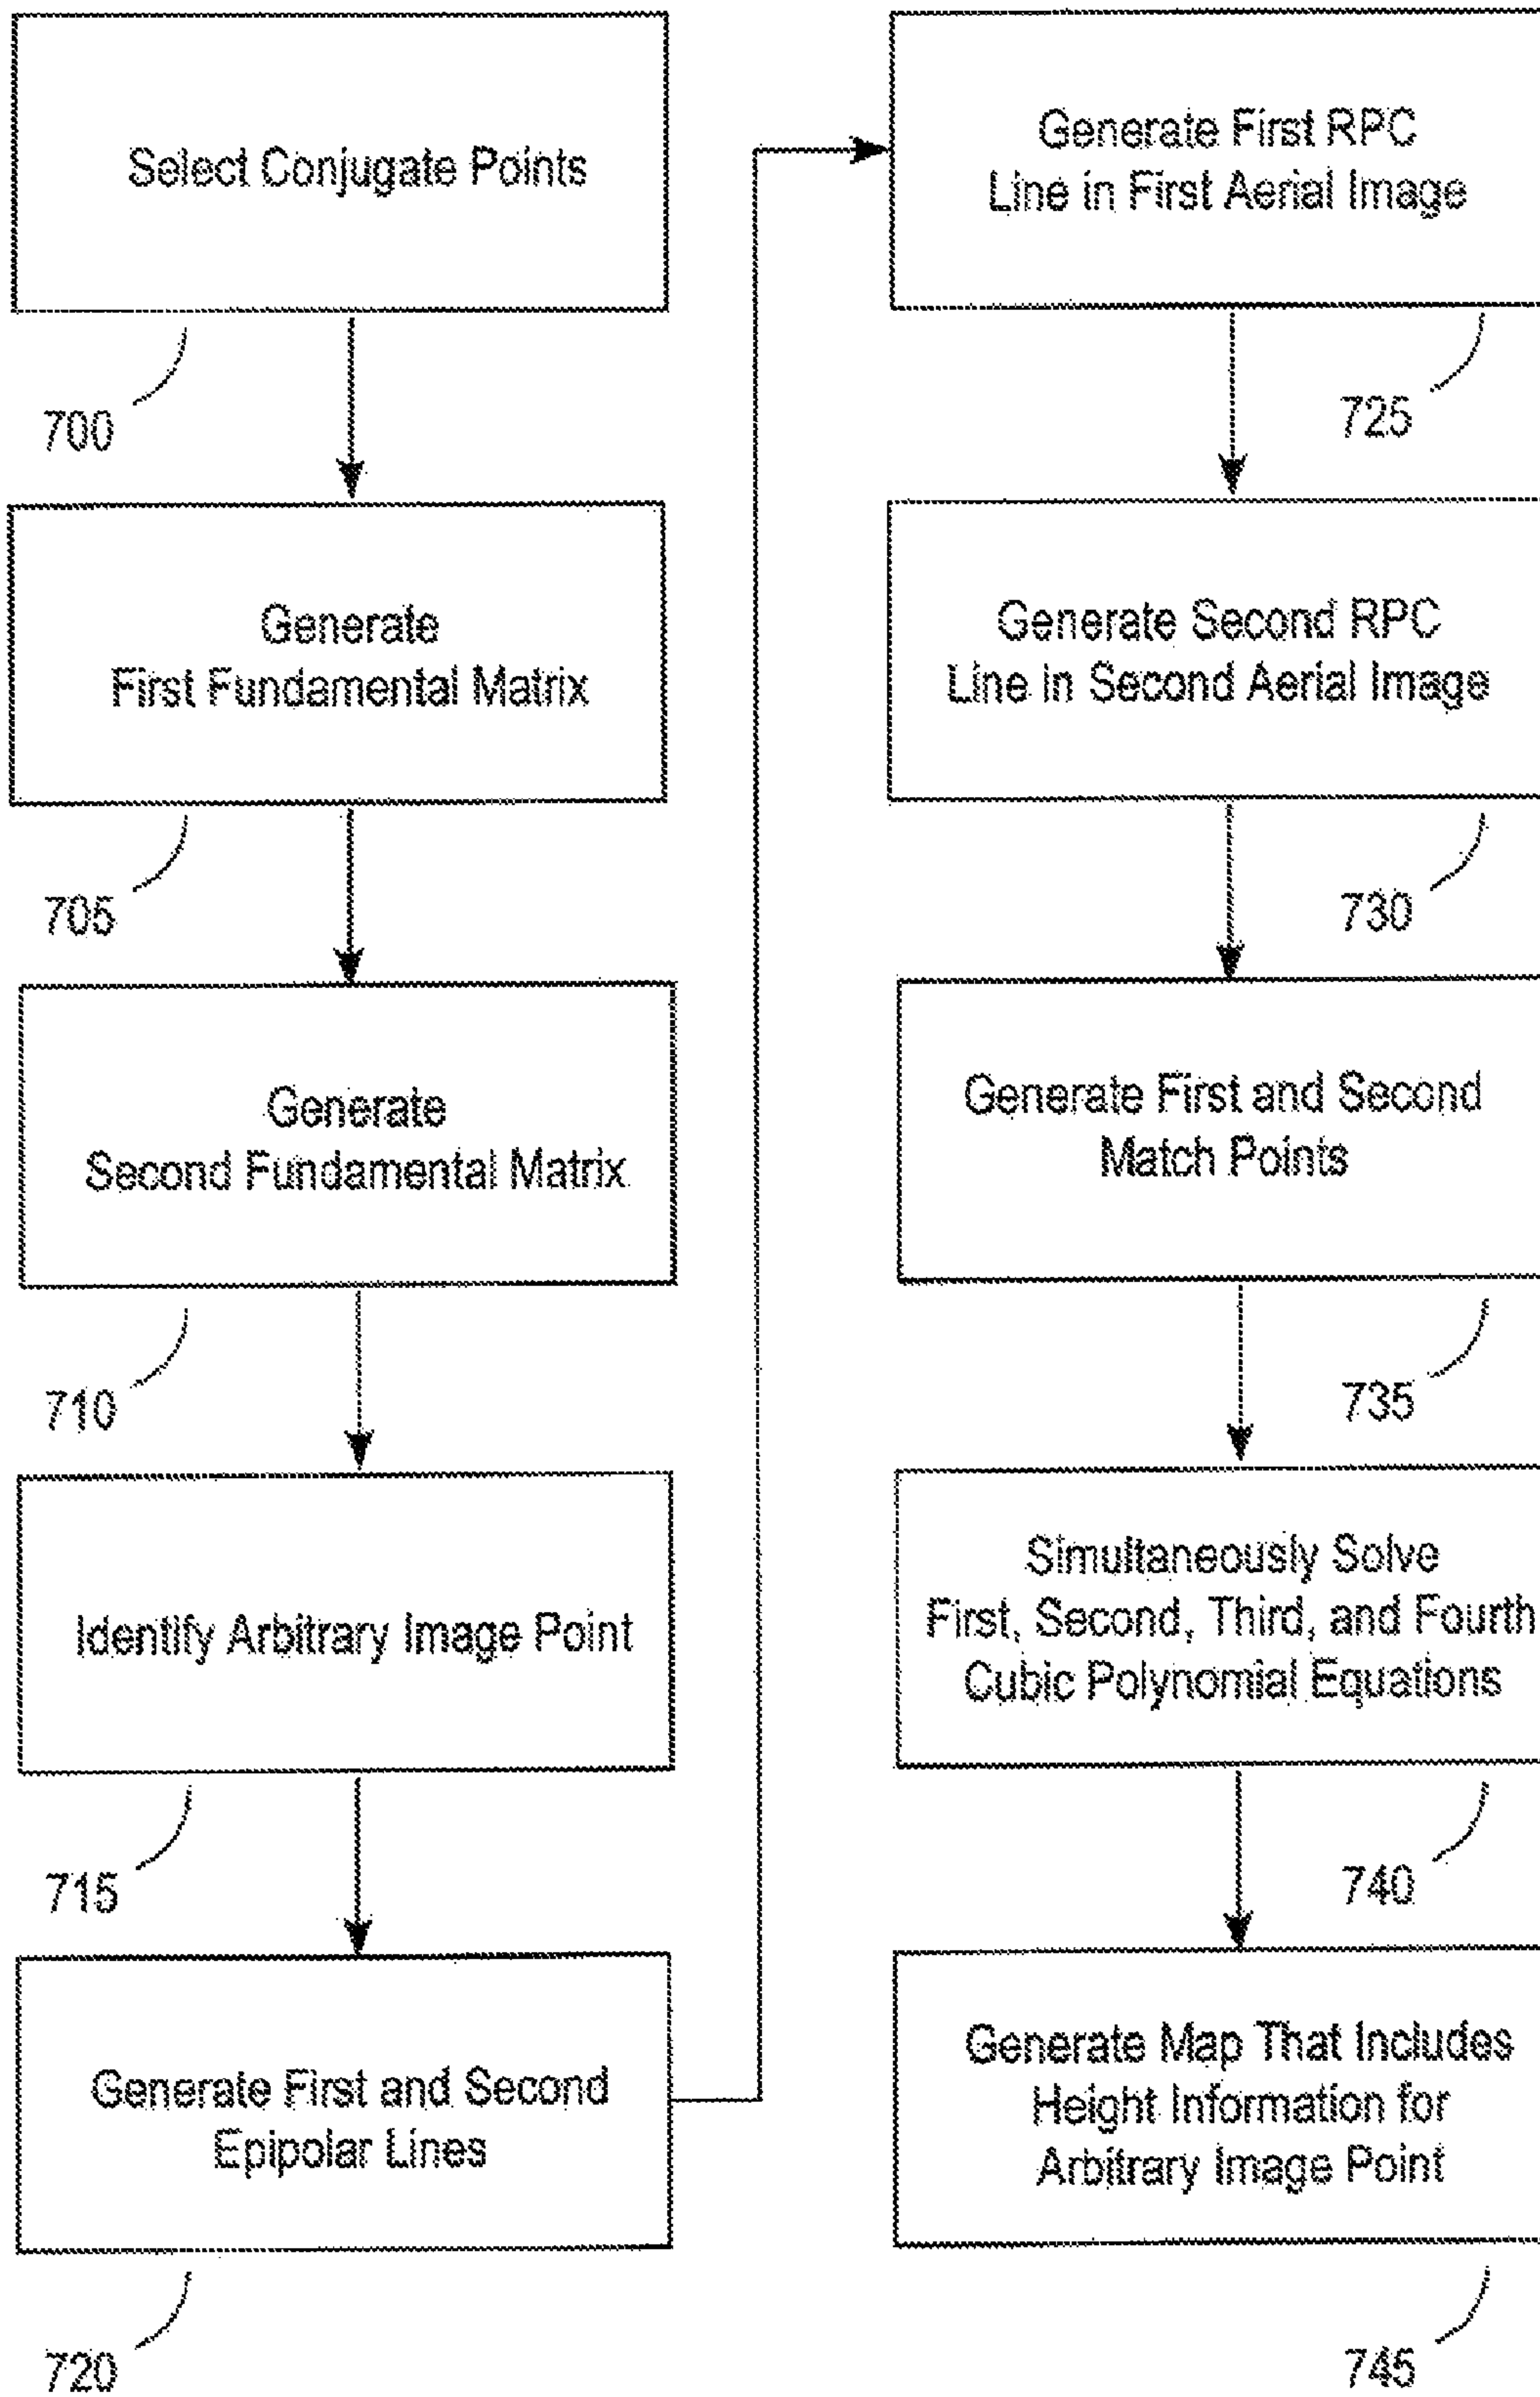 Select Conjugate Points
700
Generate
First Fundamental Matrix
705
Generate
Second Fundamental Matrix
710
Identify Arbitrary Image Point
715
Generate First and Second
Epipolar Lines
720
Generate First RPC
Line in First Aerial Image
725
Generate Second RPC
Line in Second Aerial Image
730
Generate First and Second
Match Points
735
Simultaneously Solve
First, Second, Third, and Fourth
Cubic Polynomial Equations
740
Generate Map That Includes
Height Information for
Arbitrary Image Point
745